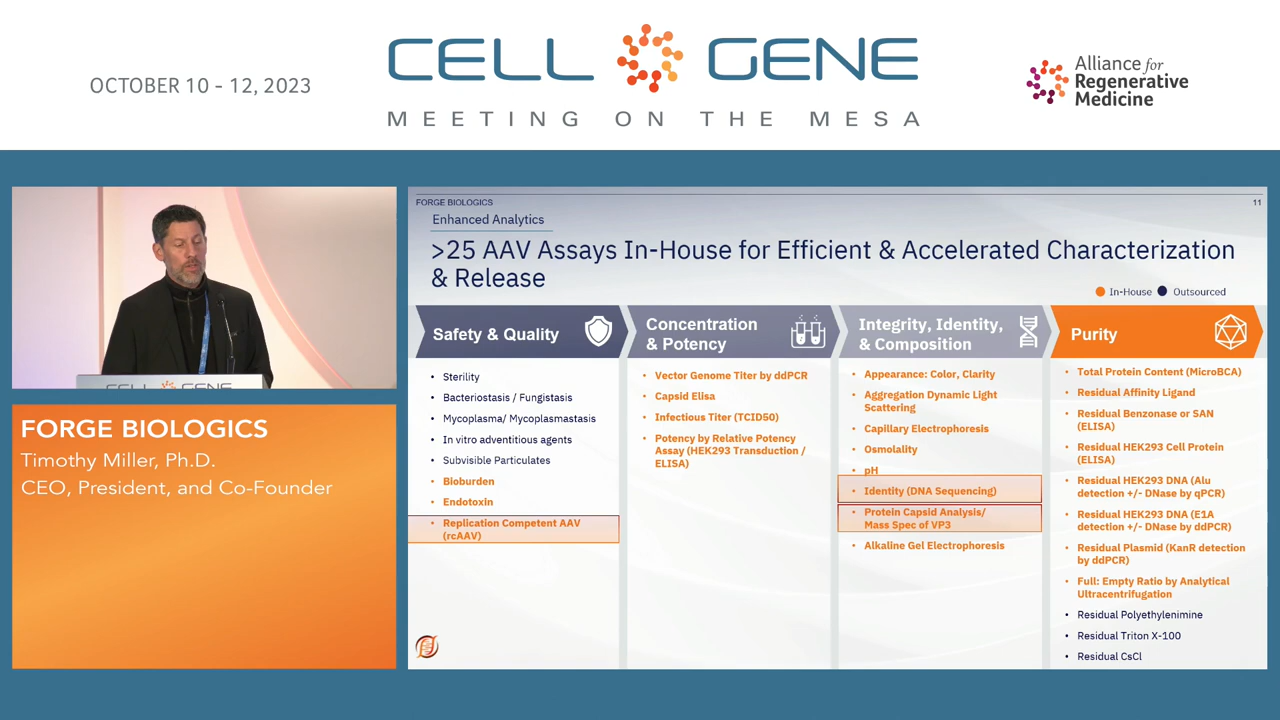 OCTOBER 10 - 12, 2023
CELL GENE
MEETING ON THE MESA
Alliance for
Regenerative
Medicine
CELL GENE
FORGE BIOLOGICS
Timothy Miller, Ph.D.
CEO, President, and Co-Founder
FORGE BIOLOGICS
11
Enhanced Analytics
>25 AAV Assays In-House for Efficient & Accelerated Characterization
& Release
In-House
Outsourced
Safety & Quality
• Sterility
• Bacteriostasis / Fungistasis
• Mycoplasma/ Mycoplasmastasis
• In vitro adventitious agents
• Subvisible Particulates
• Bioburden
• Endotoxin
• Replication Competent AAV
(rcAAV)
Concentration
& Potency
• Vector Genome Titer by ddPCR
• Capsid Elisa
• Infectious Titer (TCID50)
• Potency by Relative Potency
Assay (HEK293 Transduction /
ELISA)
Integrity, Identity,
& Composition
• Appearance: Color, Clarity
• Aggregation Dynamic Light
Scattering
• Capillary Electrophoresis
• Osmolality
• pH
• Identity (DNA Sequencing)
• Protein Capsid Analysis/
Mass Spec of VP3
• Alkaline Gel Electrophoresis
Purity
• Total Protein Content (MicroBCA)
• Residual Affinity Ligand
• Residual Benzonase or SAN
(ELISA)
• Residual HEK293 Cell Protein
(ELISA)
• Residual HEK293 DNA (Alu
detection +/- DNase by qPCR)
• Residual HEK293 DNA (E1A
detection +/- DNase by ddPCR)
• Residual Plasmid (KanR detection
by ddPCR)
• Full: Empty Ratio by Analytical
Ultracentrifugation
• Residual Polyethylenimine
• Residual Triton X-100
• Residual CsCl